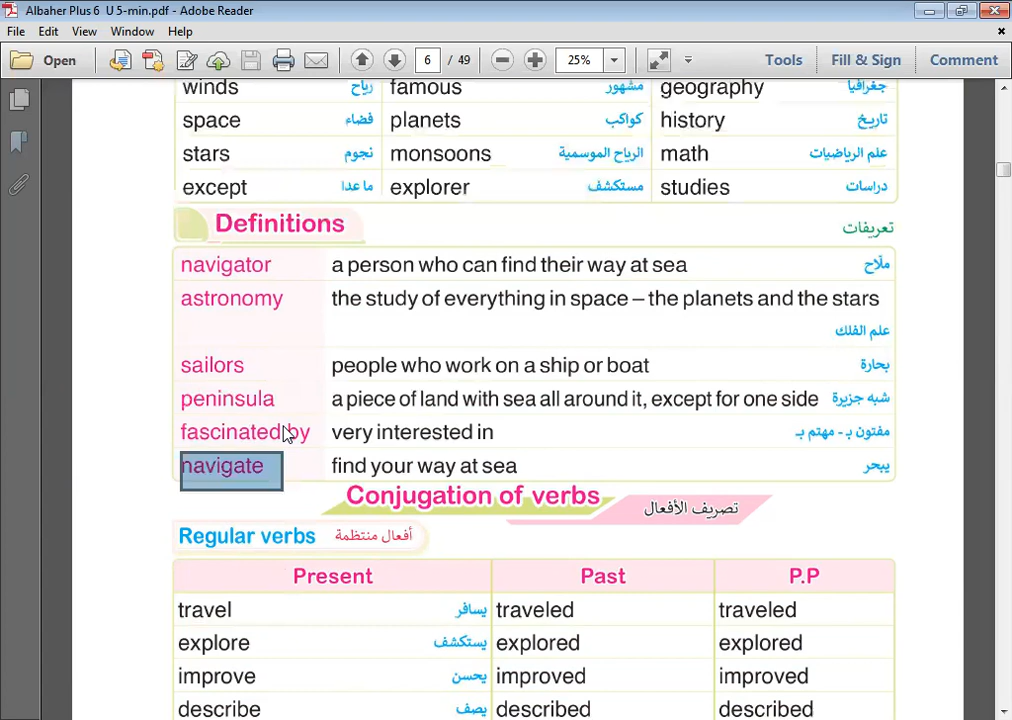 Albaher Plus 6 U 5-min.pdf - Adobe Reader
File Edit View Window Help
Open 6 / 49 25% Tools Fill & Sign Comment
winds رياح famous مشهور geography جغرافيا
space فضاء planets كواكب history تاريخ
stars نجوم monsoons الرياح الموسمية math علم الرياضيات
except ما عدا explorer مستكشف studies دراسات
Definitions تعريفات
navigator a person who can find their way at sea ملّاح
astronomy the study of everything in space – the planets and the stars
علم الفلك
sailors people who work on a ship or boat بحارة
peninsula a piece of land with sea all around it, except for one side شبه جزيرة
fascinated by very interested in مفتون بـ - مهتم بـ
navigate find your way at sea يبحر
Conjugation of verbs تصريف الأفعال
Regular verbs أفعال منتظمة
Present Past P.P
travel يسافر traveled traveled
explore يستكشف explored explored
improve يحسن improved improved
describe يصف described described